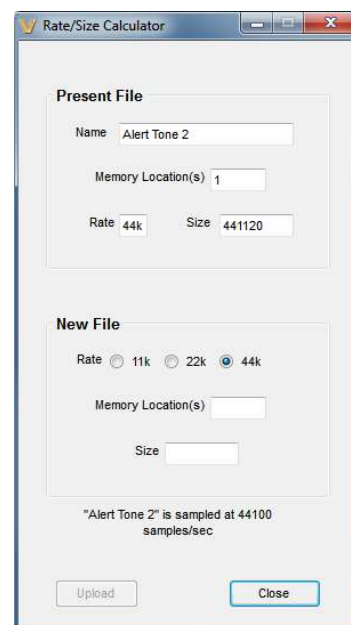 Rate/Size Calculator
Present File
Name Alert Tone 2
Memory Location(s) 1
Rate 44k Size 441120
New File
Rate 11k 22k 44k
Memory Location(s)
Size
"Alert Tone 2" is sampled at 44100
samples/sec
Upload Close